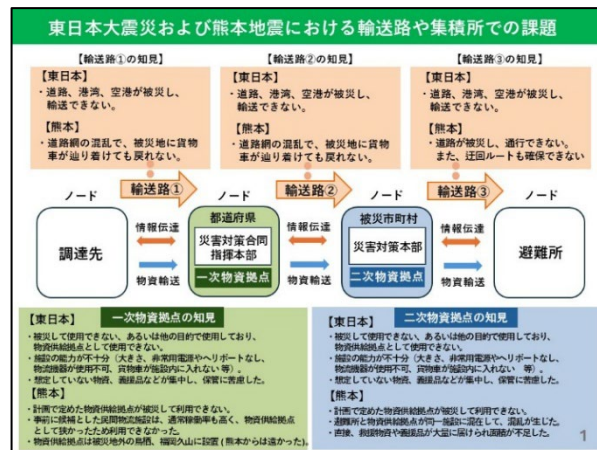 東日本大震災および熊本地震における輸送路や集積所での課題
【輸送路①の知見】
【東日本】
・道路、港湾、空港が被災し、
輸送できない。
【熊本】
・道路網の混乱で、被災地に貨物
車が辿り着けても戻れない。
【輸送路②の知見】
【東日本】
・道路、港湾、空港が被災し、
輸送できない。
【熊本】
・道路網の混乱で、被災地に貨物
車が辿り着けても戻れない。
【輸送路③の知見】
【東日本】
・道路、港湾、空港が被災し、
輸送できない。
【熊本】
・道路が被災し、通行できない。
また、迂回ルートも確保できない
ノード
輸送路①
ノード
輸送路②
ノード
輸送路③
ノード
調達先
情報伝達
物資輸送
都道府県
災害対策合同
指揮本部
一次物資拠点
情報伝達
物資輸送
被災市町村
災害対策本部
二次物資拠点
情報伝達
物資輸送
避難所
一次物資拠点の知見
【東日本】
・被災して使用できない、あるいは他の目的で使用しており、
物資供給拠点として使用できない。
・施設の能力が不十分（大きさ、非常用電源やヘリポートなし、
物流機器が使用不可、貨物車が施設内に入れない 等）。
・想定していない物資、義援品などが集中し、保管に苦慮した。
【熊本】
・計画で定めた物資供給拠点が被災して利用できない。
・事前に候補とした民間物流施設は、通常稼働率も高く、物資供給拠点
として狭かったため利用できなかった。
・物資供給拠点は被災地外の鳥栖、福岡久山に設置(熊本からは遠かった)。
二次物資拠点の知見
【東日本】
・被災して使用できない、あるいは他の目的で使用しており、
物資供給拠点として使用できない。
・施設の能力が不十分（大きさ、非常用電源やヘリポートなし、
物流機器が使用不可、貨物車が施設内に入れない 等）。
・想定していない物資、義援品などが集中し、保管に苦慮した。
【熊本】
・計画で定めた物資供給拠点が被災して利用できない。
・避難所と物資供給拠点が同一施設に混在して、混乱が生じた。
・直接、救援物資や義援品が大量に届けられ面積が不足した。
1